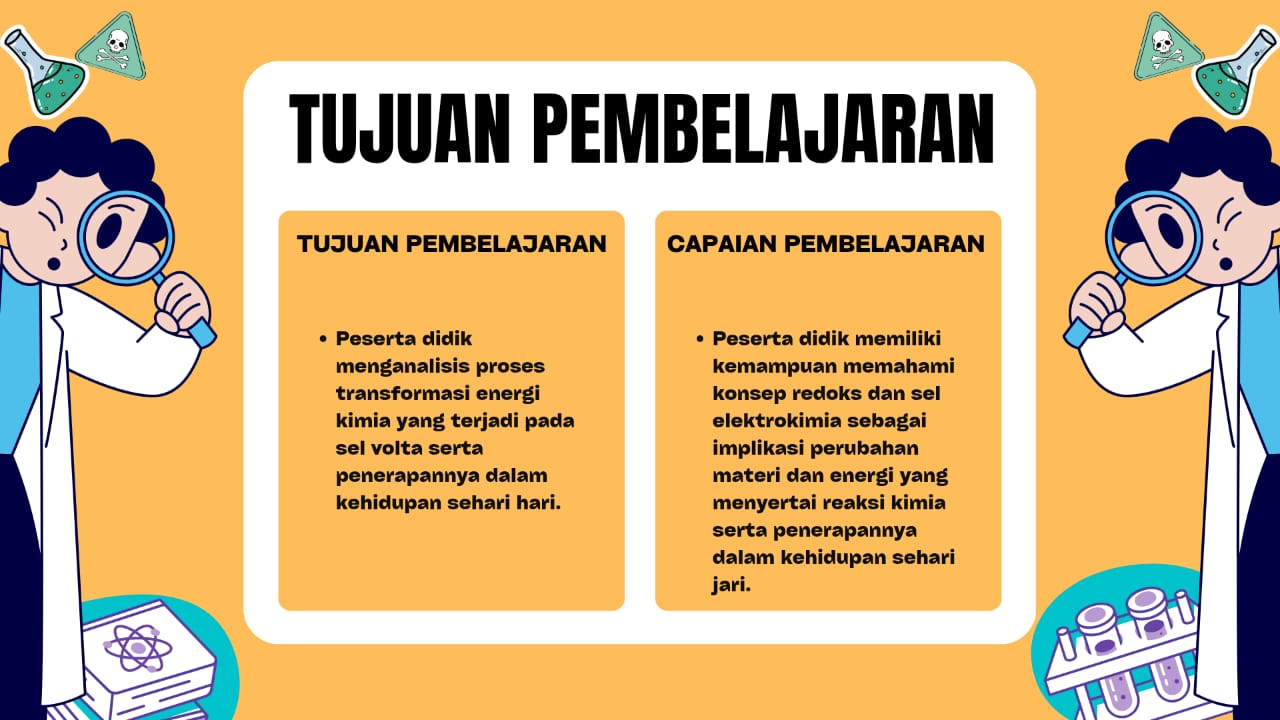 TUJUAN PEMBELAJARAN
TUJUAN PEMBELAJARAN
• Peserta didik
menganalisis proses
transformasi energi
kimia yang terjadi pada
sel volta serta
penerapannya dalam
kehidupan sehari hari.
CAPAIAN PEMBELAJARAN
• Peserta didik memiliki
kemampuan memahami
konsep redoks dan sel
elektrokimia sebagai
implikasi perubahan
materi dan energi yang
menyertai reaksi kimia
serta penerapannya
dalam kehidupan sehari
jari.